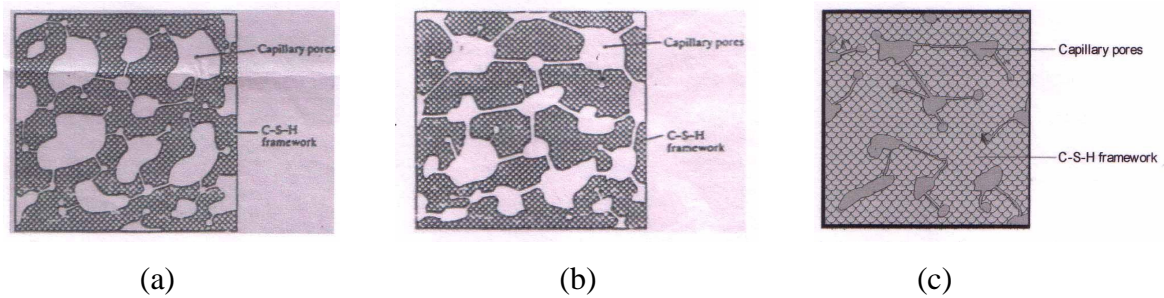 Capillary pores
C-S-H
framework
Capillary pores
C-S-H
framework
Capillary pores
C-S-H framework
(a)
(b)
(c)